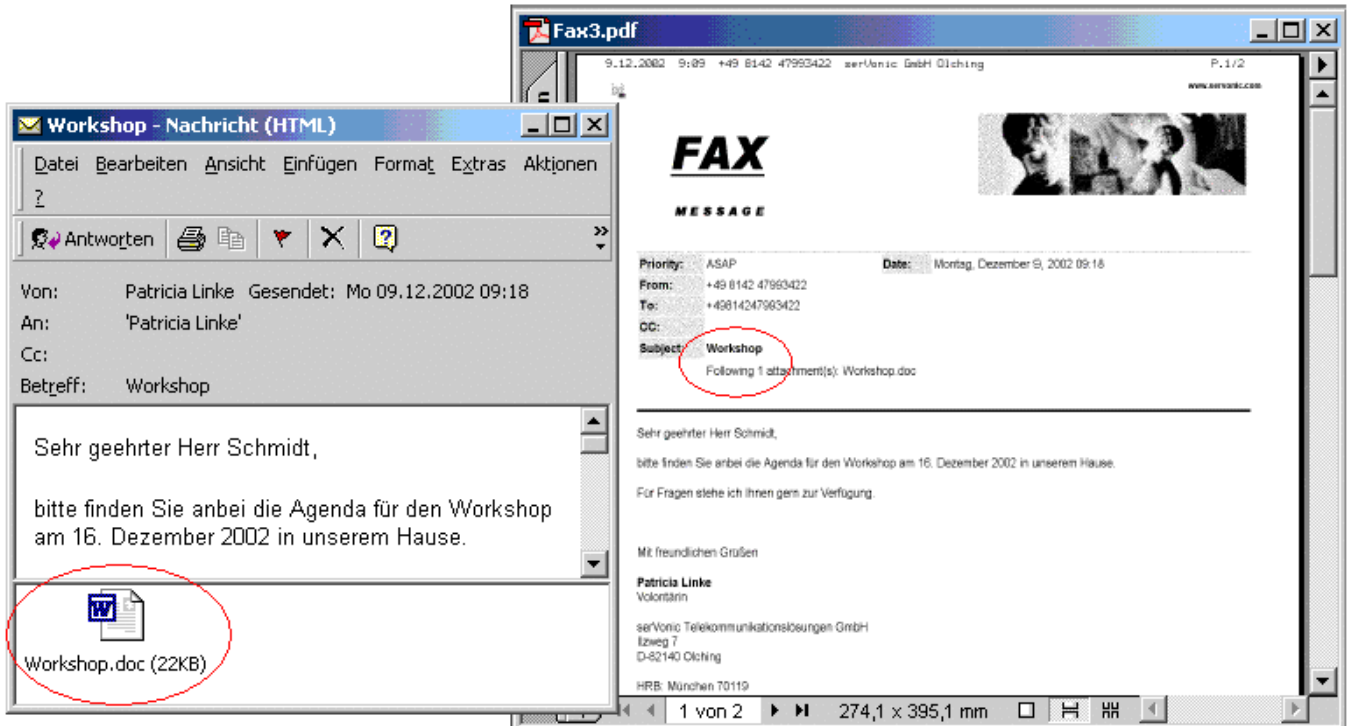 Workshop - Nachricht (HTML)
Datei Bearbeiten Ansicht Einfügen Format Extras Aktionen
?
Antworten
Von: Patricia Linke Gesendet: Mo 09.12.2002 09:18
An: 'Patricia Linke'
Cc:
Betreff: Workshop
Sehr geehrter Herr Schmidt,
bitte finden Sie anbei die Agenda für den Workshop
am 16. Dezember 2002 in unserem Hause.
Workshop.doc (22KB)
Fax3.pdf
9.12.2002 9:09 +49 8142 47993422 serVonic GmbH Olching P.1/2
www.servonic.com
FAX
MESSAGE
Priority: ASAP Date: Montag, Dezember 9, 2002 09:18
From: +49 8142 47993422
To: +49814247993422
CC:
Subject: Workshop
Following 1 attachment(s): Workshop.doc
Sehr geehrter Herr Schmidt,
bitte finden Sie anbei die Agenda für den Workshop am 16. Dezember 2002 in unserem Hause.
Für Fragen stehe ich Ihnen gern zur Verfügung.
Mit freundlichen Grüßen
Patricia Linke
Volontärin
serVonic Telekommunikationslösungen GmbH
Ilzweg 7
D-82140 Olching
HRB: München 70119
1 von 2 274,1 x 395,1 mm